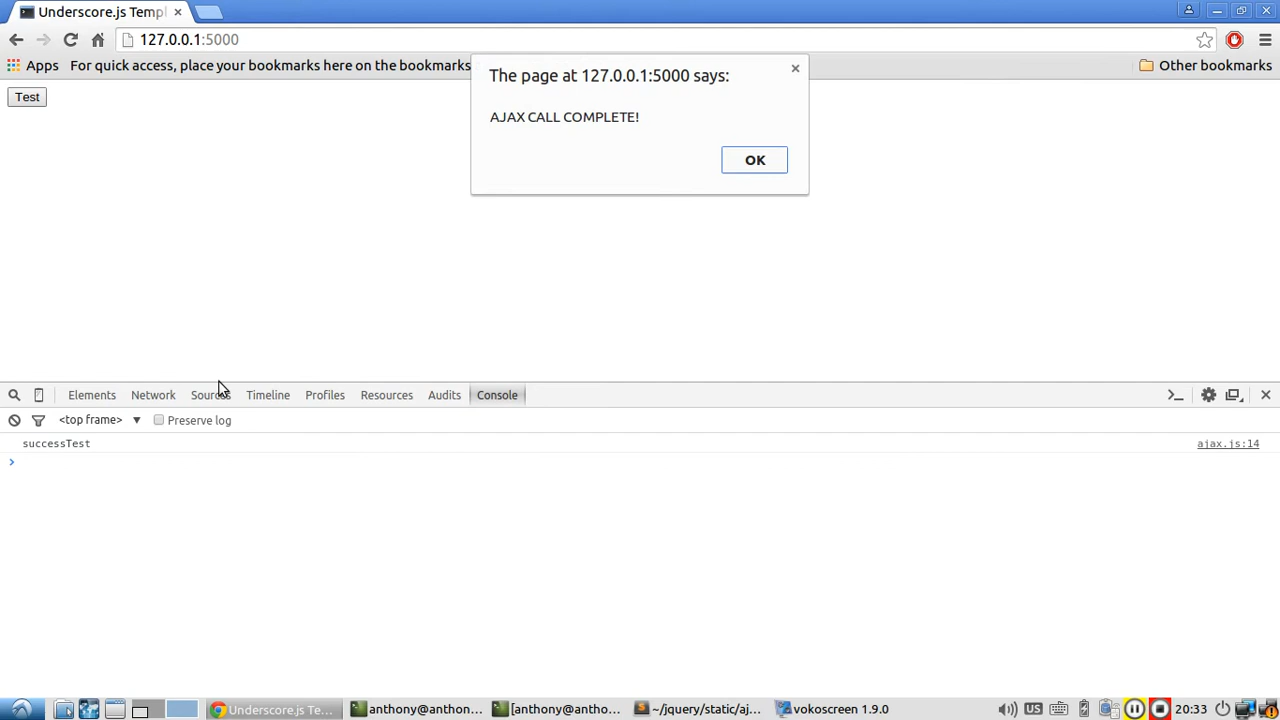 Underscore.js Templ
127.0.0.1:5000
Apps For quick access, place your bookmarks here on the bookmarks
Other bookmarks
Test
The page at 127.0.0.1:5000 says:
AJAX CALL COMPLETE!
OK
Elements Network Sources Timeline Profiles Resources Audits Console
<top frame> Preserve log
successTest ajax.js:14
Underscore.js Te... anthony@anthon... [anthony@antho... ~/jquery/static/aj... vokoscreen 1.9.0 US 20:33